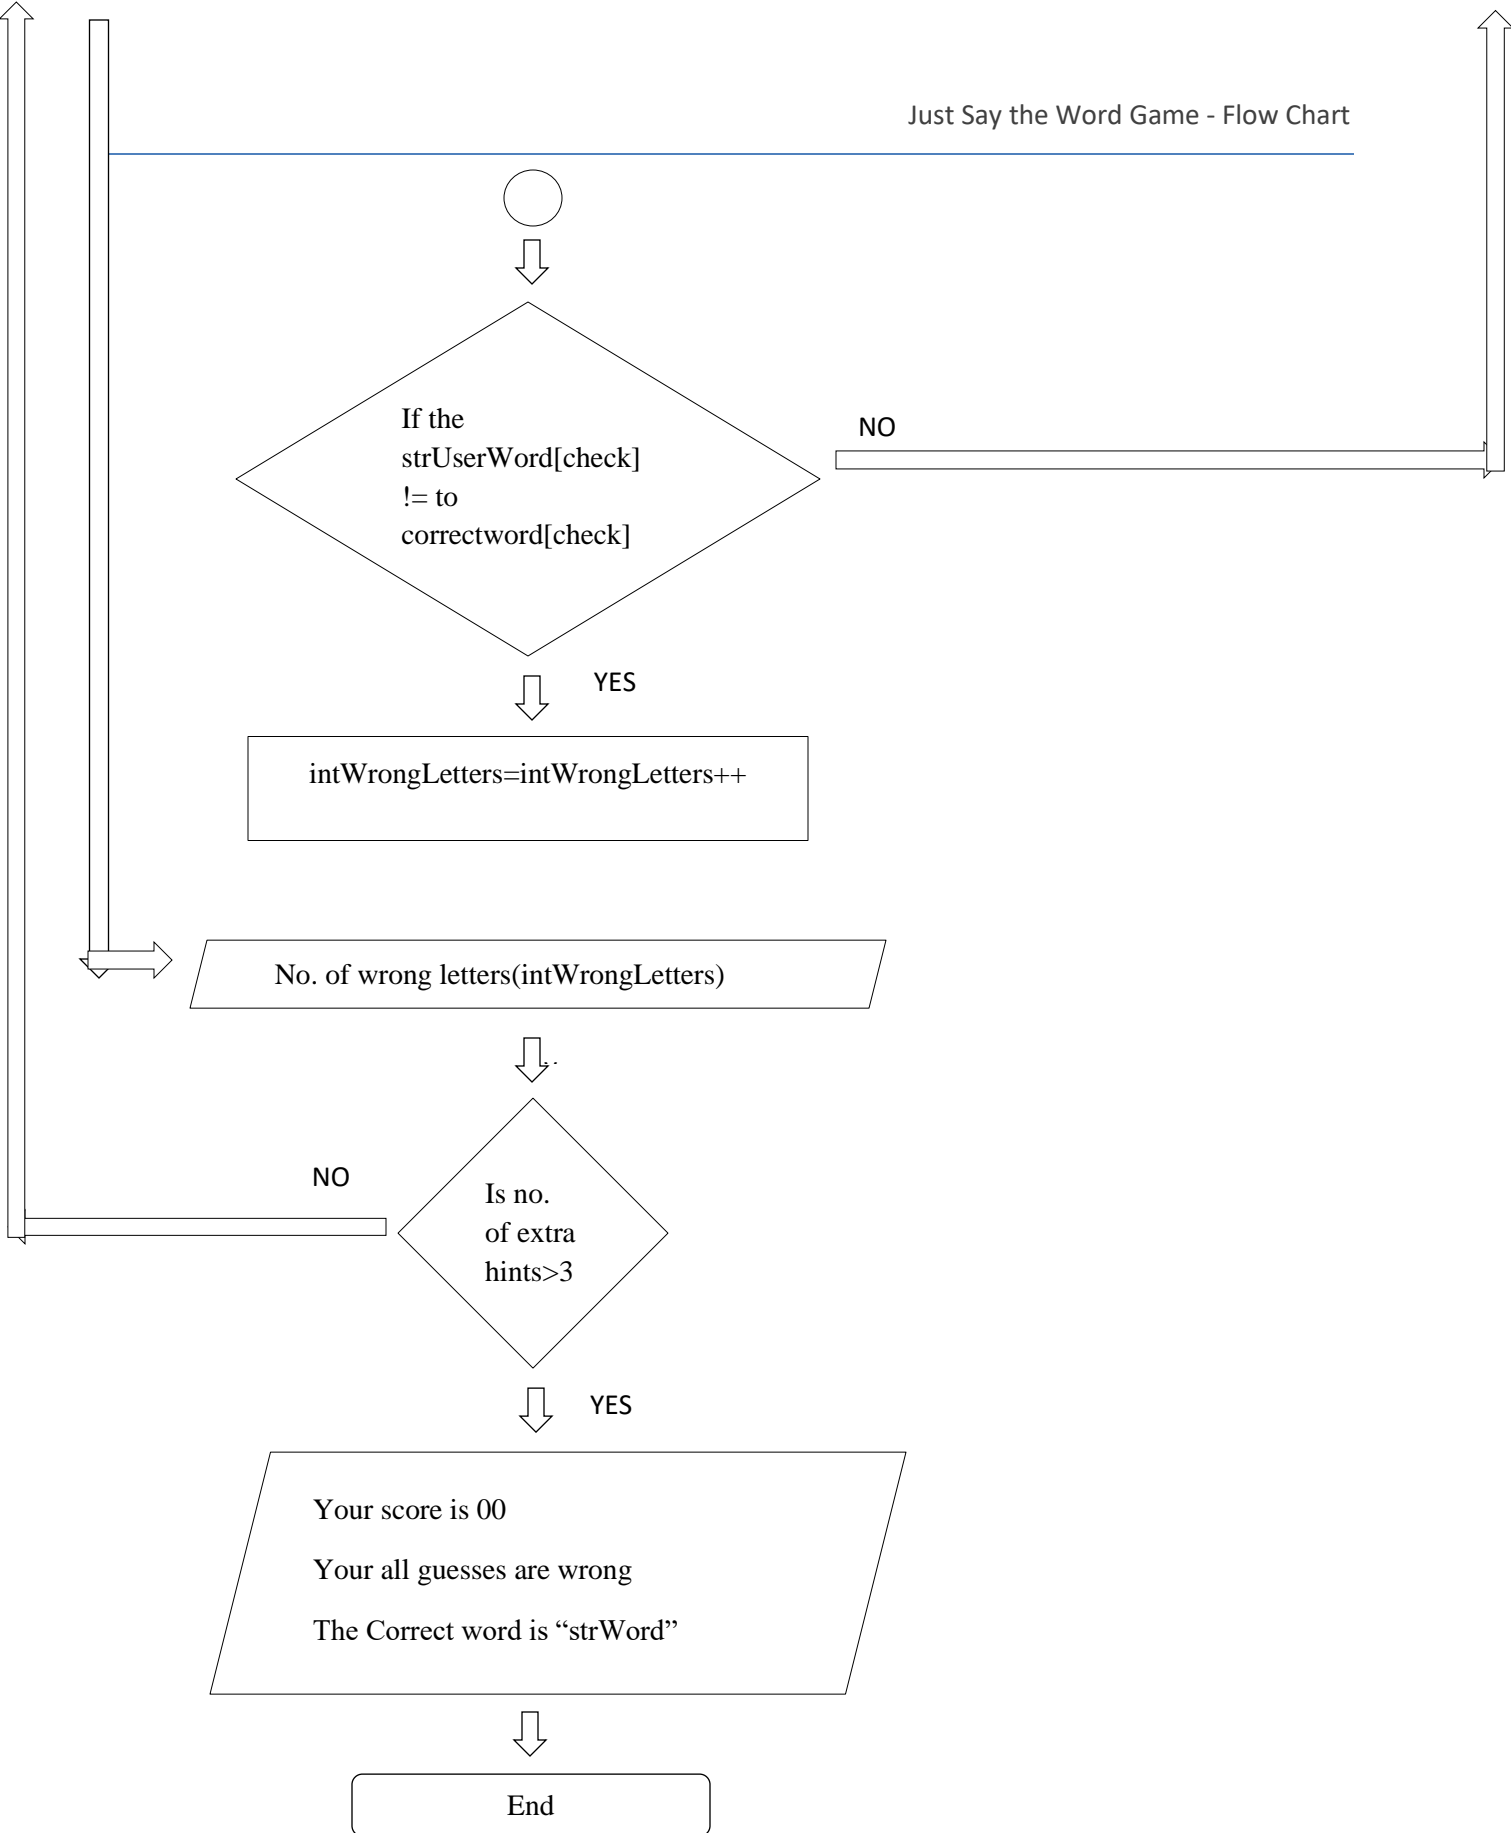 Just Say the Word Game - Flow Chart
If the
strUserWord[check]
!= to
correctword[check]
NO
YES
intWrongLetters=intWrongLetters++
No. of wrong letters(intWrongLetters)
NO
Is no.
of extra
hints>3
YES
Your score is 00
Your all guesses are wrong
The Correct word is “strWord”
End